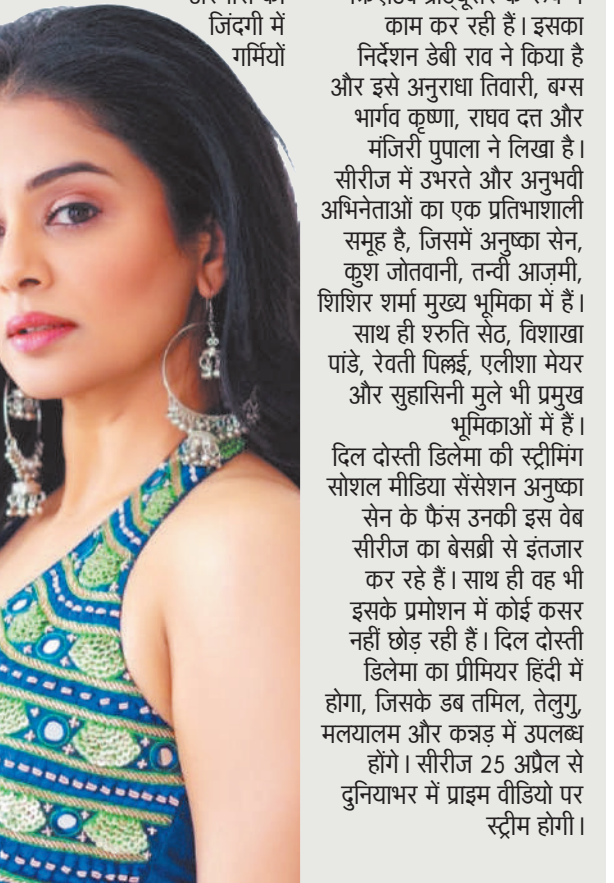 जिंदगी में
गर्मियों
काम कर रही हैं। इसका
निर्देशन डेबी राव ने किया है
और इसे अनुराधा तिवारी, बग्स
भार्गव कृष्णा, राघव दत्त और
मंजिरी पुपाला ने लिखा है।
सीरीज में उभरते और अनुभवी
अभिनेताओं का एक प्रतिभाशाली
समूह है, जिसमें अनुष्का सेन,
कुश जोतवानी, तन्वी आज़मी,
शिशिर शर्मा मुख्य भूमिका में हैं।
साथ ही श्रुति सेठ, विशाखा
पांडे, रेवती पिल्लई, एलीशा मेयर
और सुहासिनी मुले भी प्रमुख
भूमिकाओं में हैं।
दिल दोस्ती डिलेमा की स्ट्रीमिंग
सोशल मीडिया सेंसेशन अनुष्का
सेन के फैंस उनकी इस वेब
सीरीज का बेसब्री से इंतजार
कर रहे हैं। साथ ही वह भी
इसके प्रमोशन में कोई कसर
नहीं छोड़ रही हैं। दिल दोस्ती
डिलेमा का प्रीमियर हिंदी में
होगा, जिसके डब तमिल, तेलुगु,
मलयालम और कन्नड़ में उपलब्ध
होंगे। सीरीज 25 अप्रैल से
दुनियाभर में प्राइम वीडियो पर
स्ट्रीम होगी।